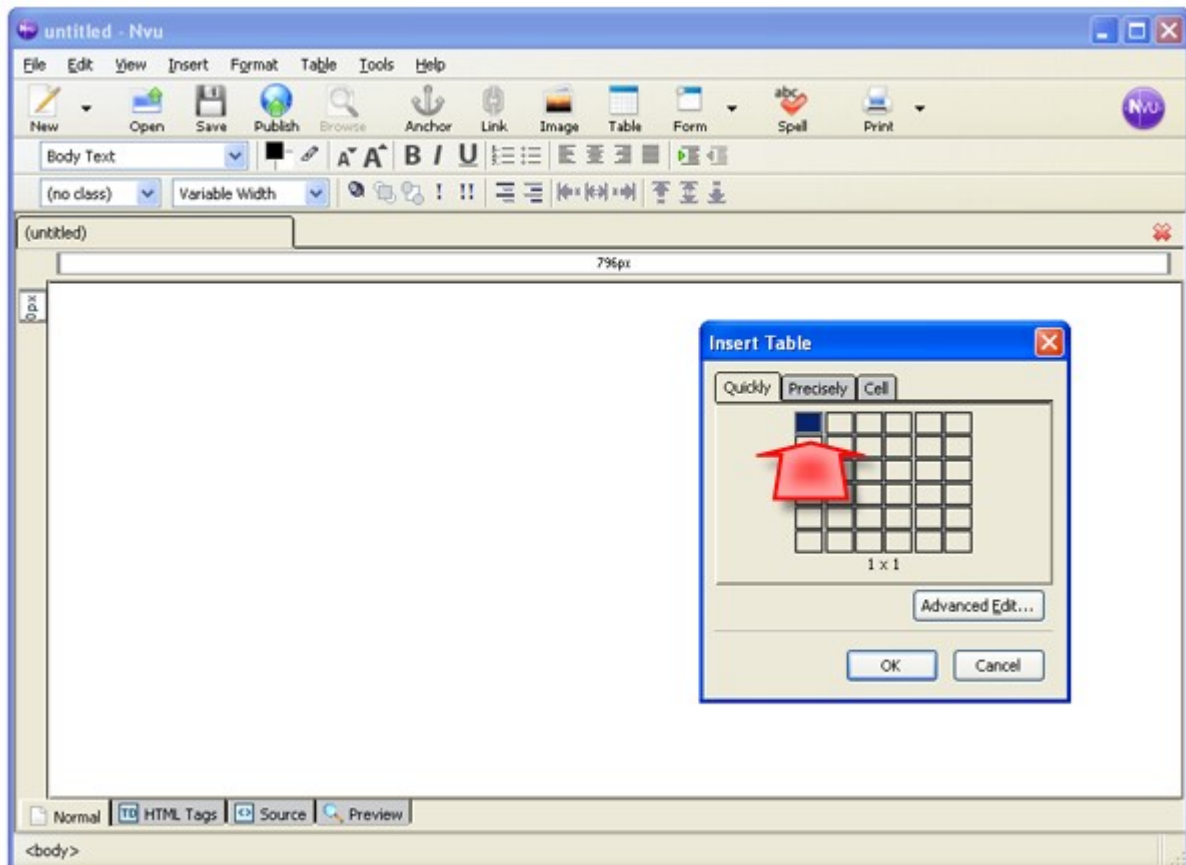 untitled - Nvu
File Edit View Insert Format Table Tools Help
New Open Save Publish Browse Anchor Link Image Table Form Spell Print
Body Text
(no class) Variable Width
(untitled)
796px
0px
Insert Table
Quickly Precisely Cell
1 x 1
Advanced Edit...
OK Cancel
Normal HTML Tags Source Preview
<body>